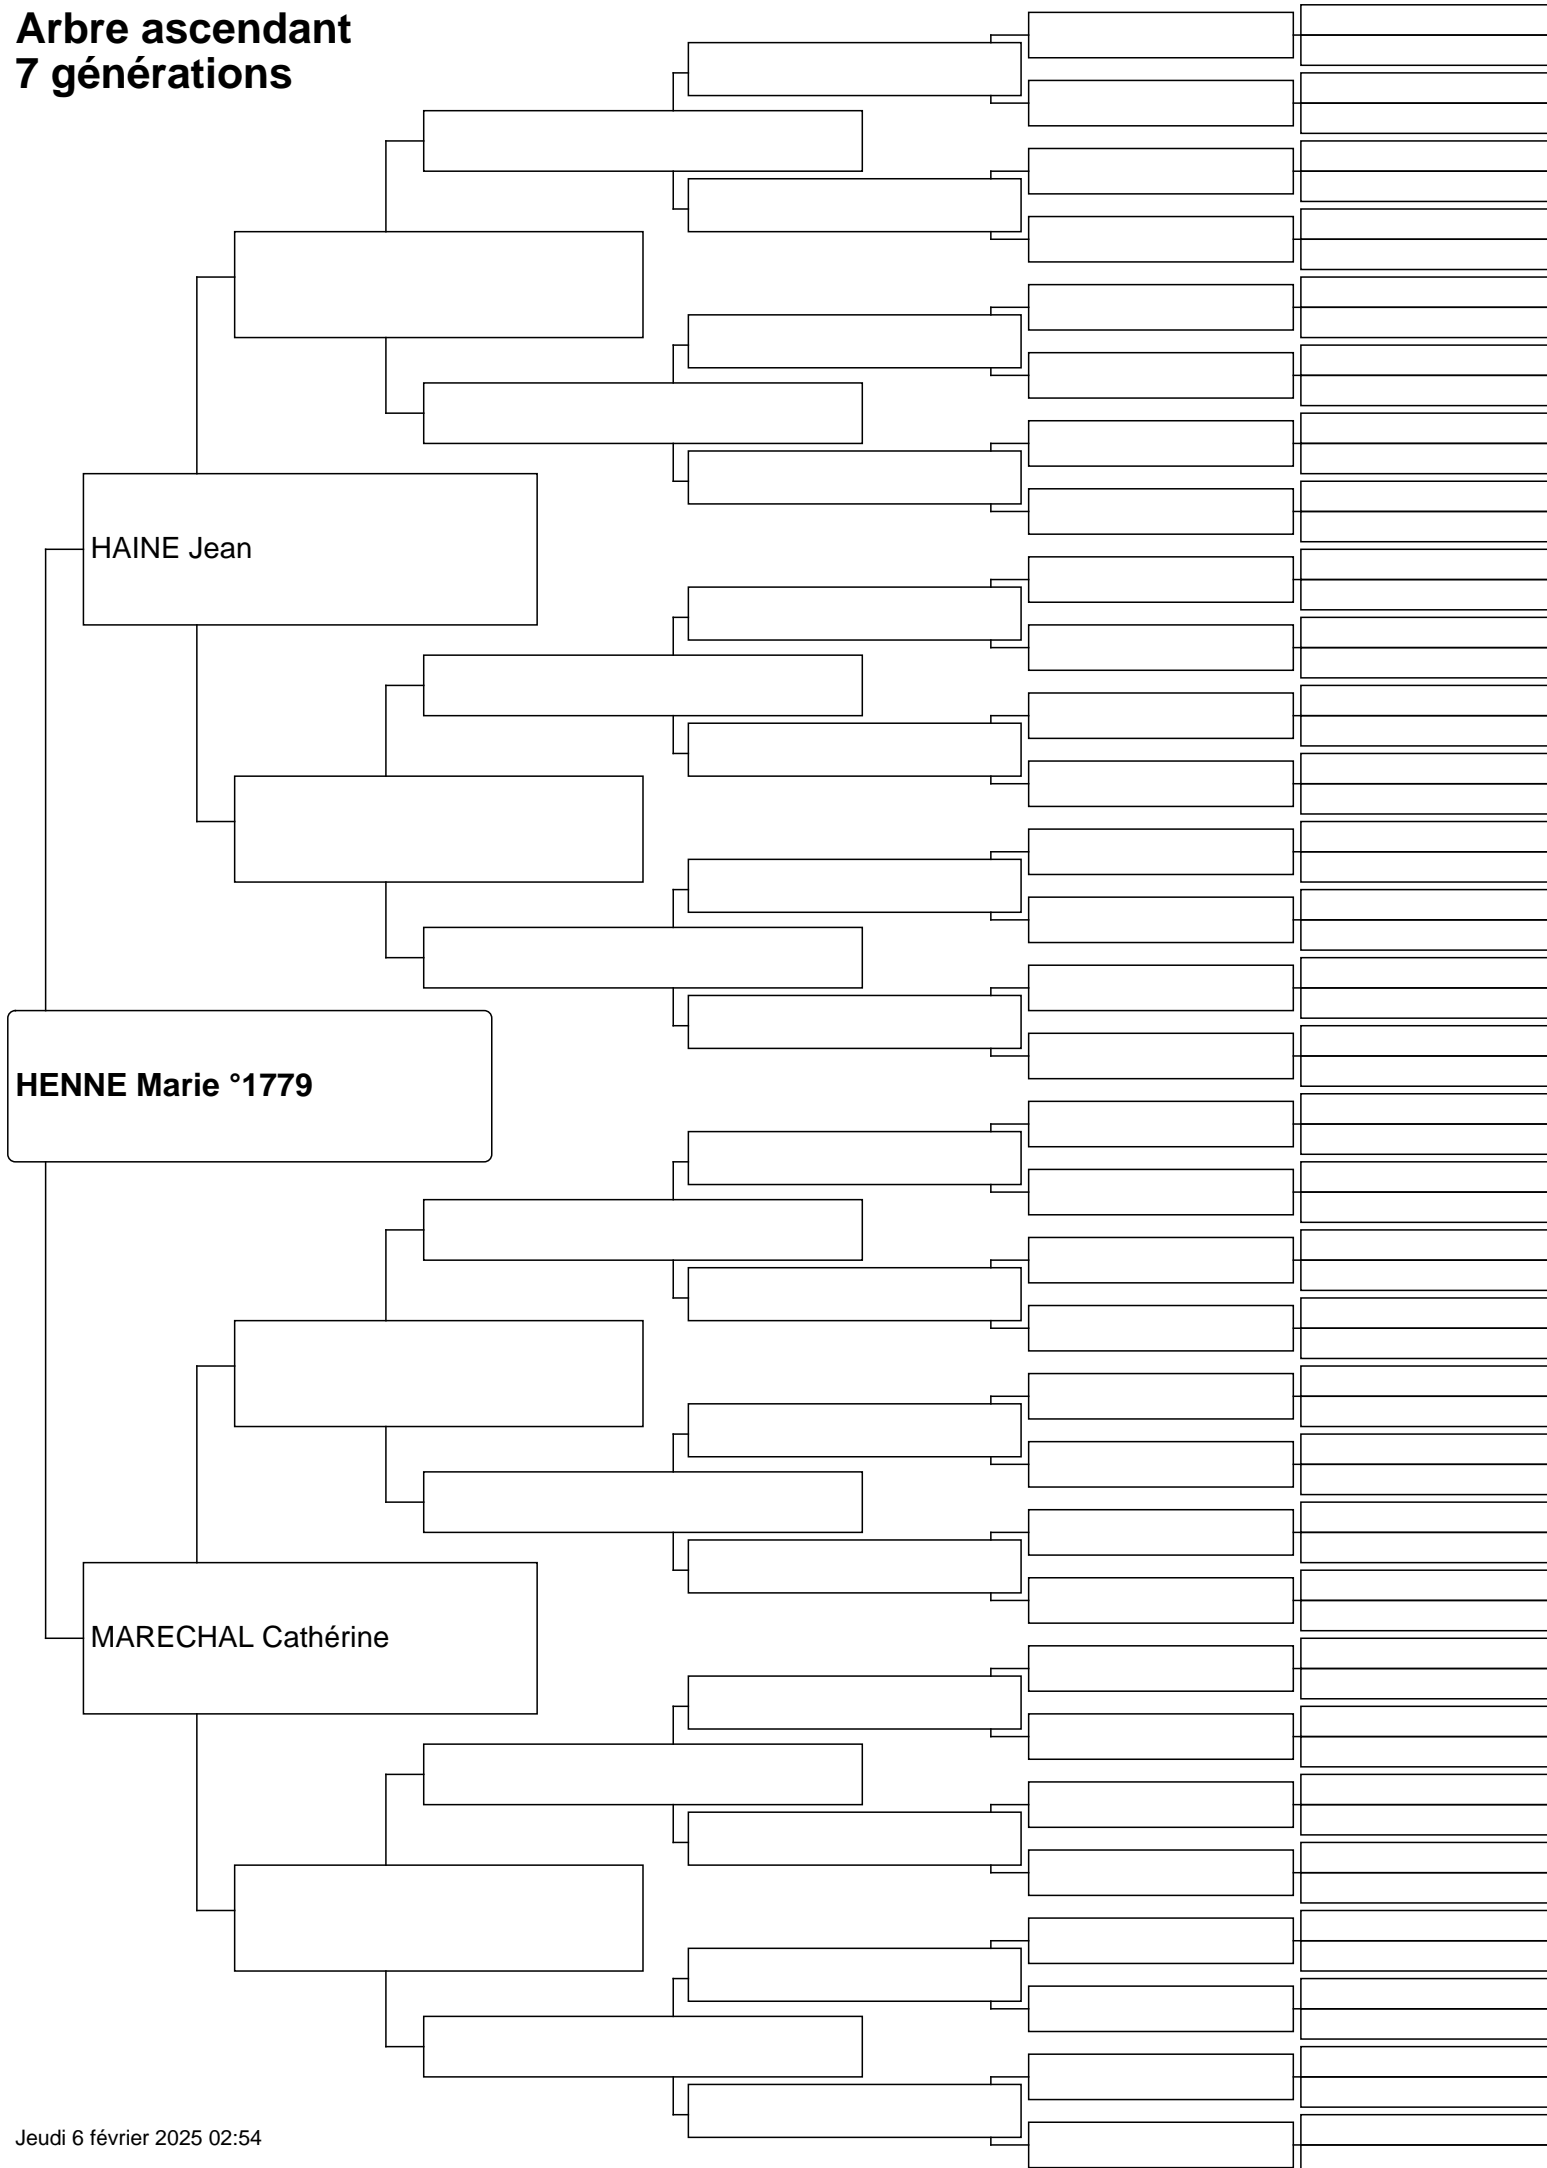 Arbre ascendant
7 générations
HAINE Jean
HENNE Marie °1779
MARECHAL Cathérine
Jeudi 6 février 2025 02:54